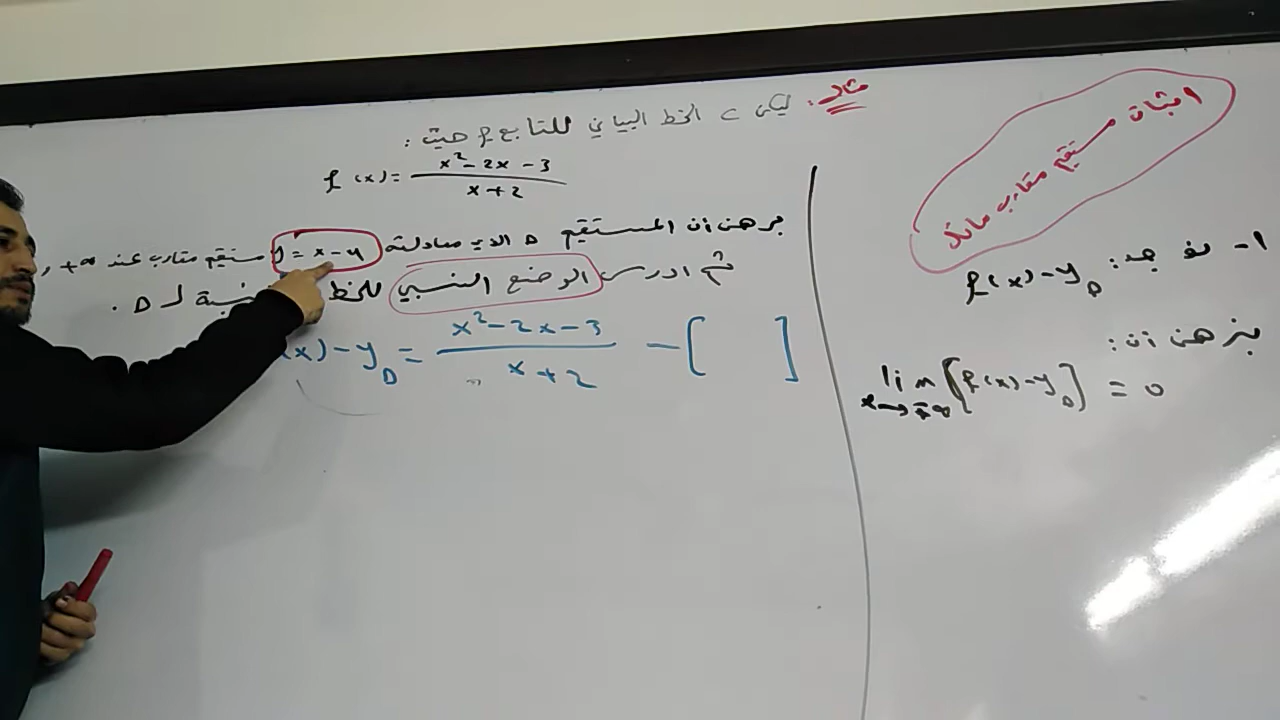 مثال: ليكن C الخط البياني للتابع f حيث:
f(x) = (x² - 2x - 3) / (x + 2)
برهن أن المستقيم Δ الذي معادلته y = x - 4 مستقيم مقارب عند +∞,
ثم ادرس الوضع النسبي للخط لـ Δ.
(x) - y_Δ = (x² - 2x - 3) / (x + 2) - [ ]
اثبات مستقيم مقارب مائل
1- نوجد: f(x) - y_Δ
نبرهن أن:
lim x→±∞ [f(x) - y_Δ] = 0